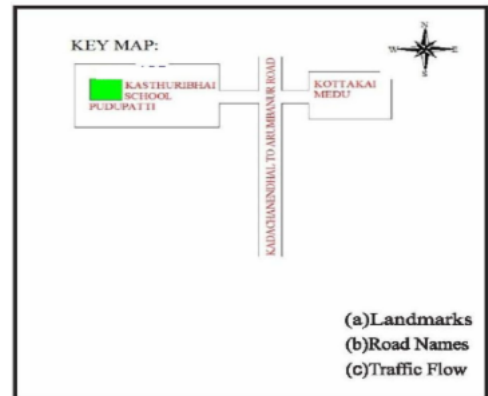 KEY MAP:
N
W E
S
KASTHURIBHAI
SCHOOL
PUDUPATTI
KADACHANENDHAL TO ARUMBANUR ROAD
KOTTAKAI
MEDU
(a)Landmarks
(b)Road Names
(c)Traffic Flow